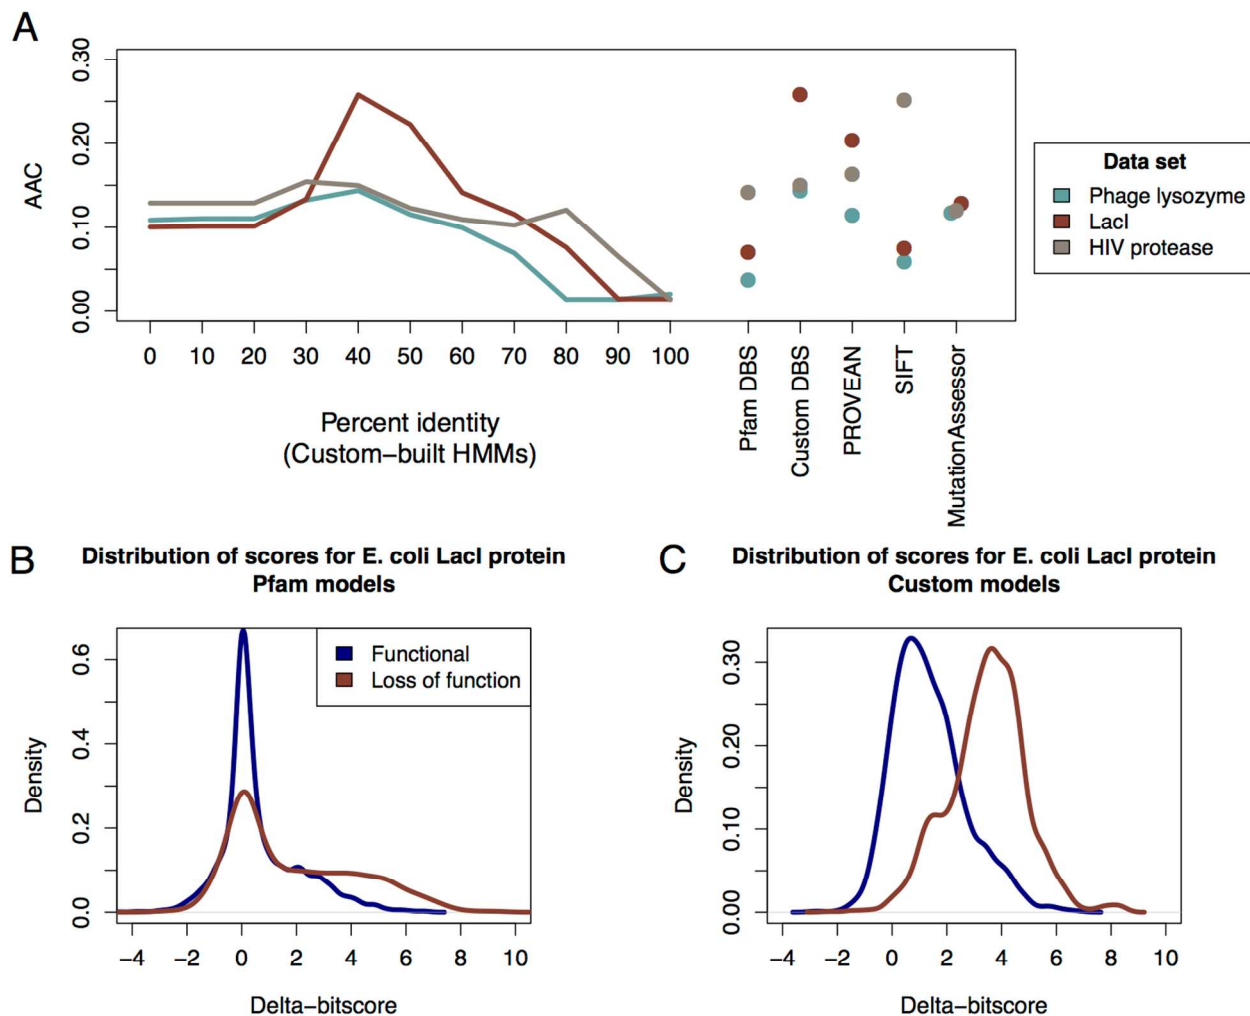 A
0.30
0.20
0.10
0.00
AAC
0 10 20 30 40 50 60 70 80 90 100
Percent identity
(Custom−built HMMs)
Pfam DBS
Custom DBS
PROVEAN
SIFT
MutationAssessor
Data set
Phage lysozyme
LacI
HIV protease
B
Distribution of scores for E. coli LacI protein
Pfam models
0.6
0.4
0.2
0.0
Density
Functional
Loss of function
−4 −2 0 2 4 6 8 10
Delta−bitscore
C
Distribution of scores for E. coli LacI protein
Custom models
0.30
0.20
0.10
0.00
Density
−4 −2 0 2 4 6 8 10
Delta−bitscore